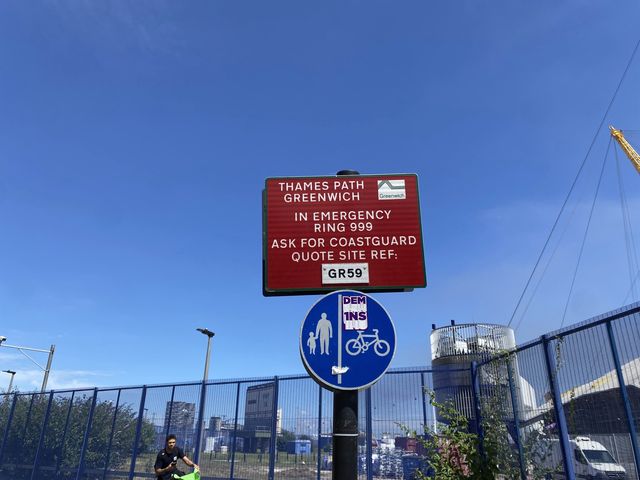 THAMES PATH
GREENWICH
Greenwich
IN EMERGENCY
RING 999
ASK FOR COASTGUARD
QUOTE SITE REF:
GR59
DEM
1NS